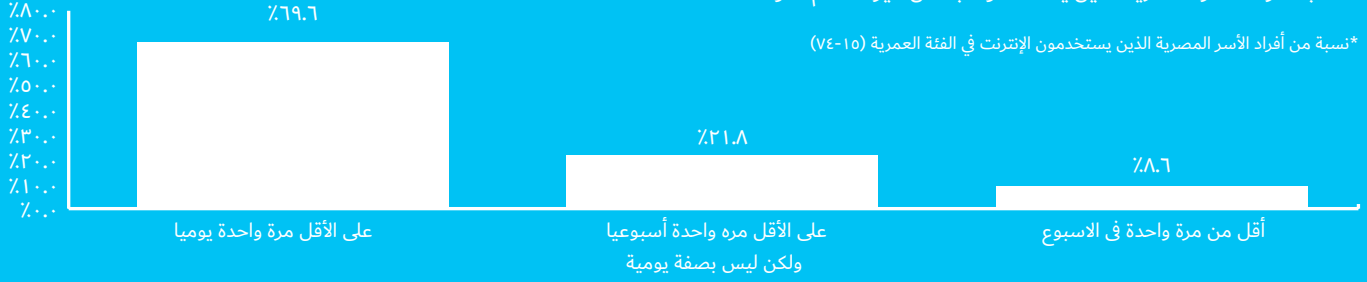 *نسبة من أفراد الأسر المصرية الذين يستخدمون الإنترنت في الفئة العمرية (١٥-٧٤)
٪٨٠.٠
٪٧٠.٠
٪٦٠.٠
٪٥٠.٠
٪٤٠.٠
٪٣٠.٠
٪٢٠.٠
٪١٠.٠
٪٠.٠
٪٦٩.٦
٪٢١.٨
٪٨.٦
على الأقل مرة واحدة يوميا
على الأقل مره واحدة أسبوعيا
ولكن ليس بصفة يومية
أقل من مرة واحدة فى الاسبوع